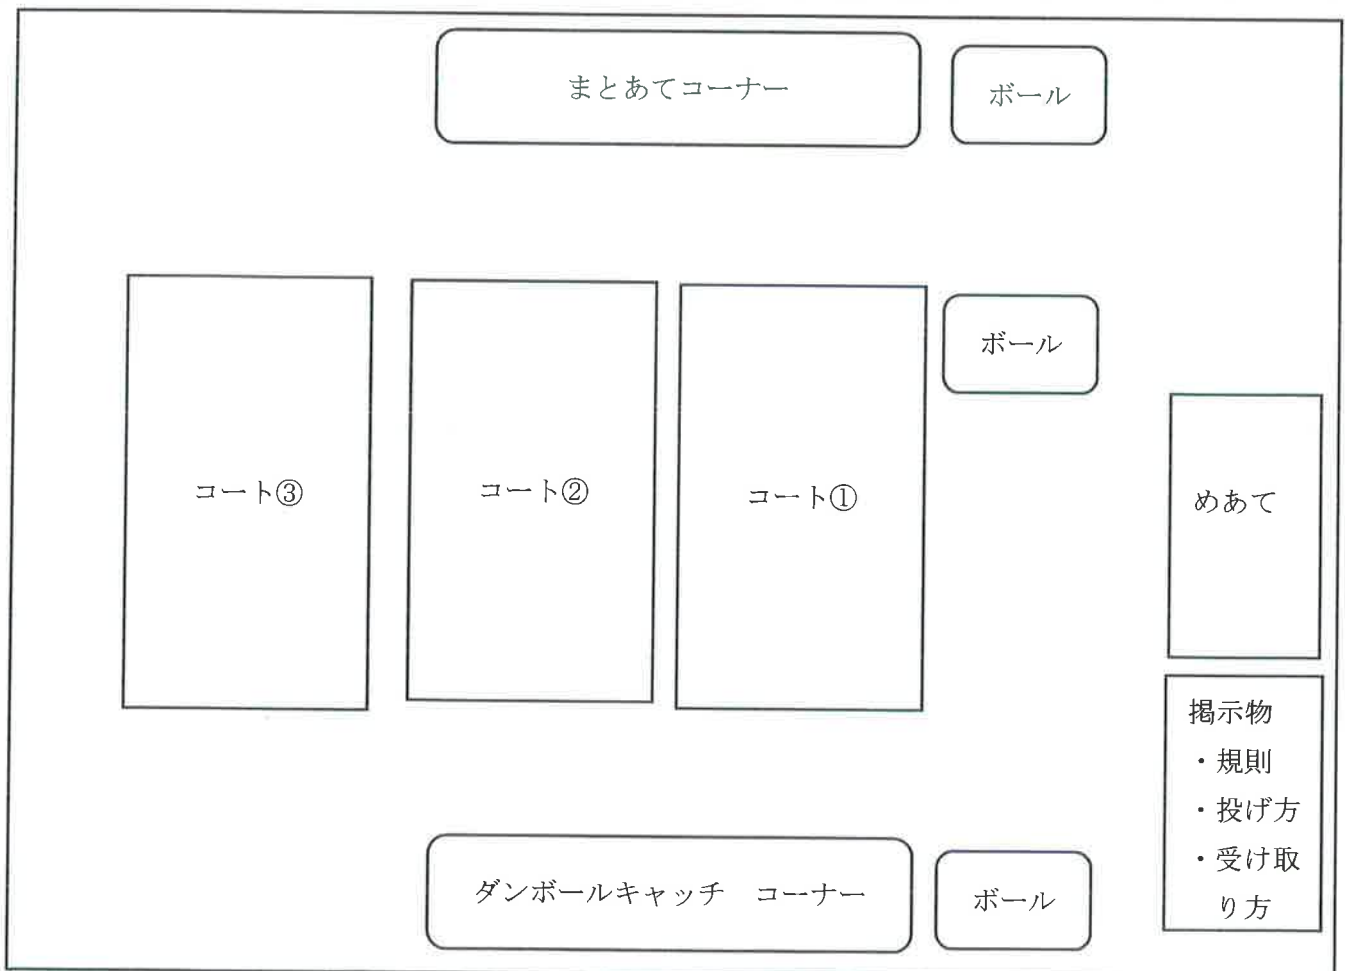 まとあてコーナー
ボール
ボール
コート③
コート②
コート①
めあて
掲示物
・規則
・投げ方
・受け取
り方
ダンボールキャッチ　コーナー
ボール